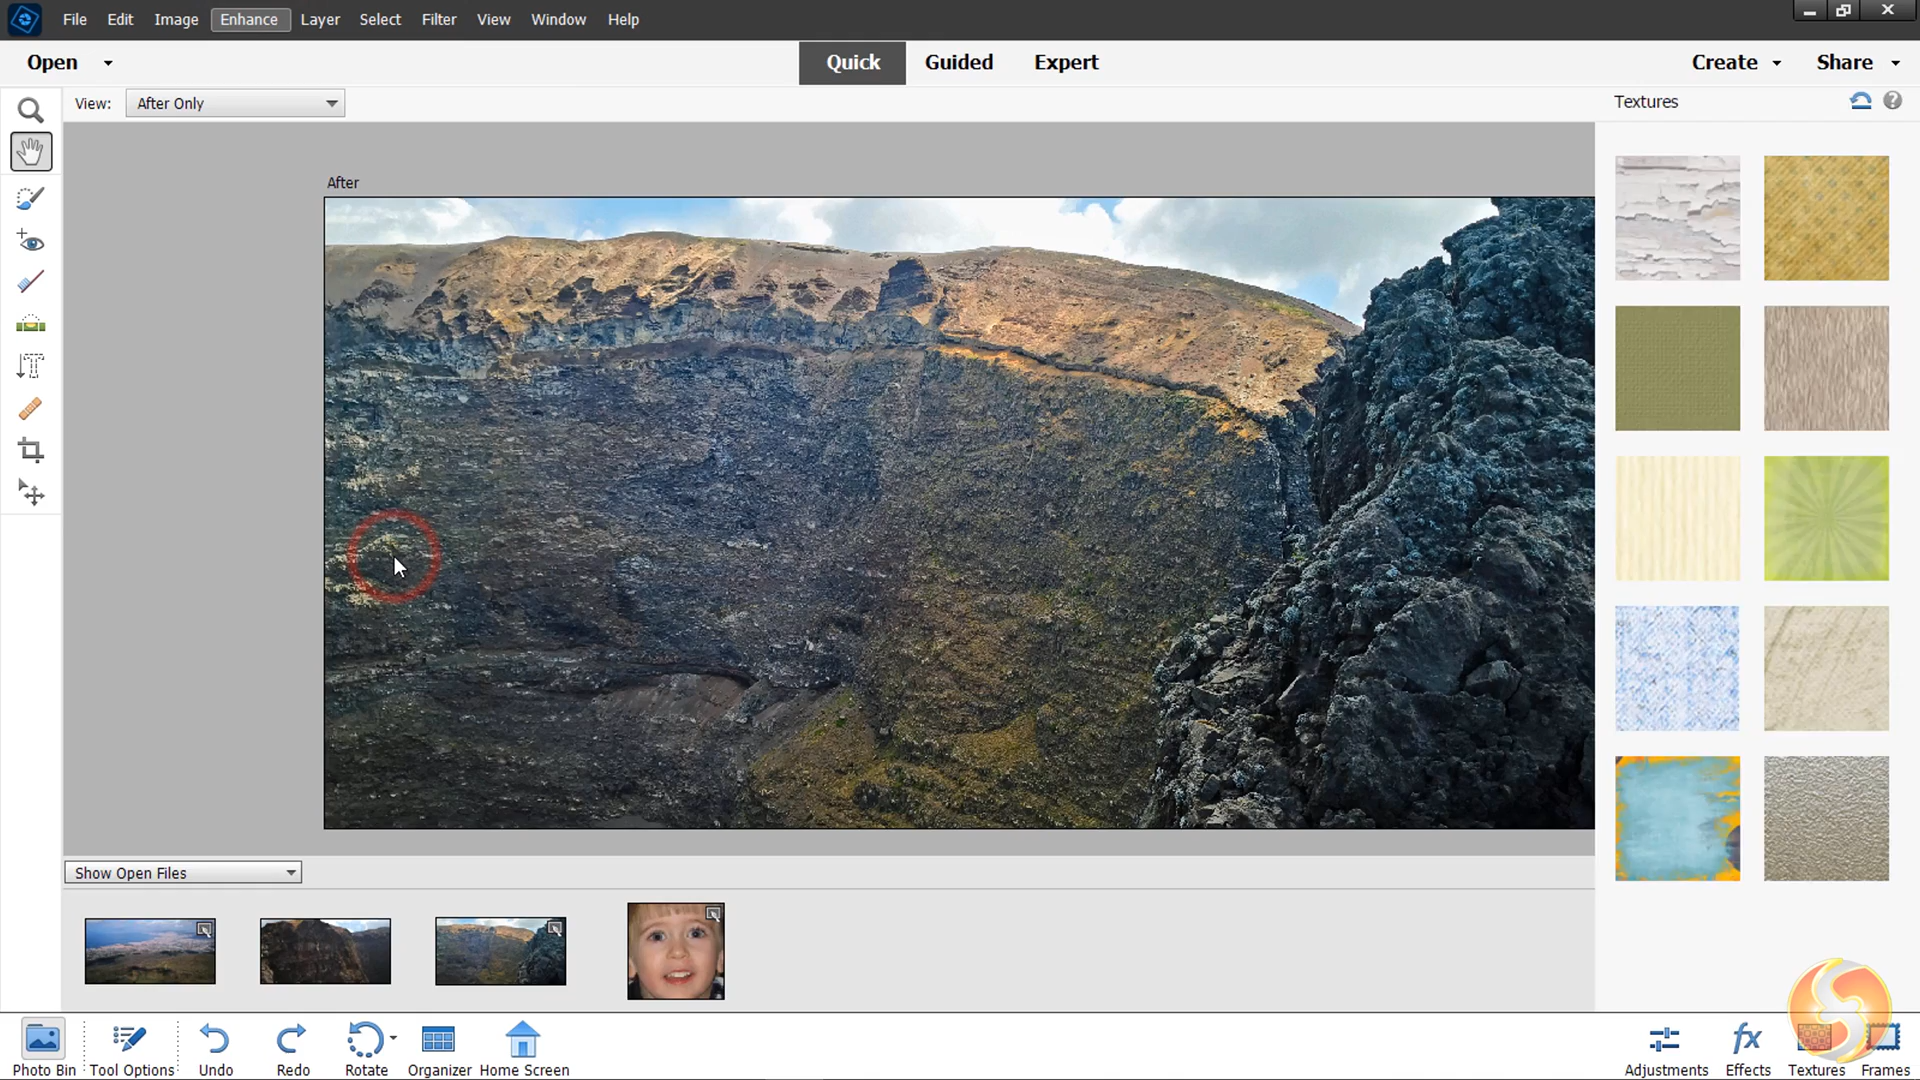 File Edit Image Enhance Layer Select Filter View Window Help
Open Quick Guided Expert Create Share
View: After Only Textures
After
Show Open Files
Photo Bin Tool Options Undo Redo Rotate Organizer Home Screen Adjustments fx Effects Textures Frames